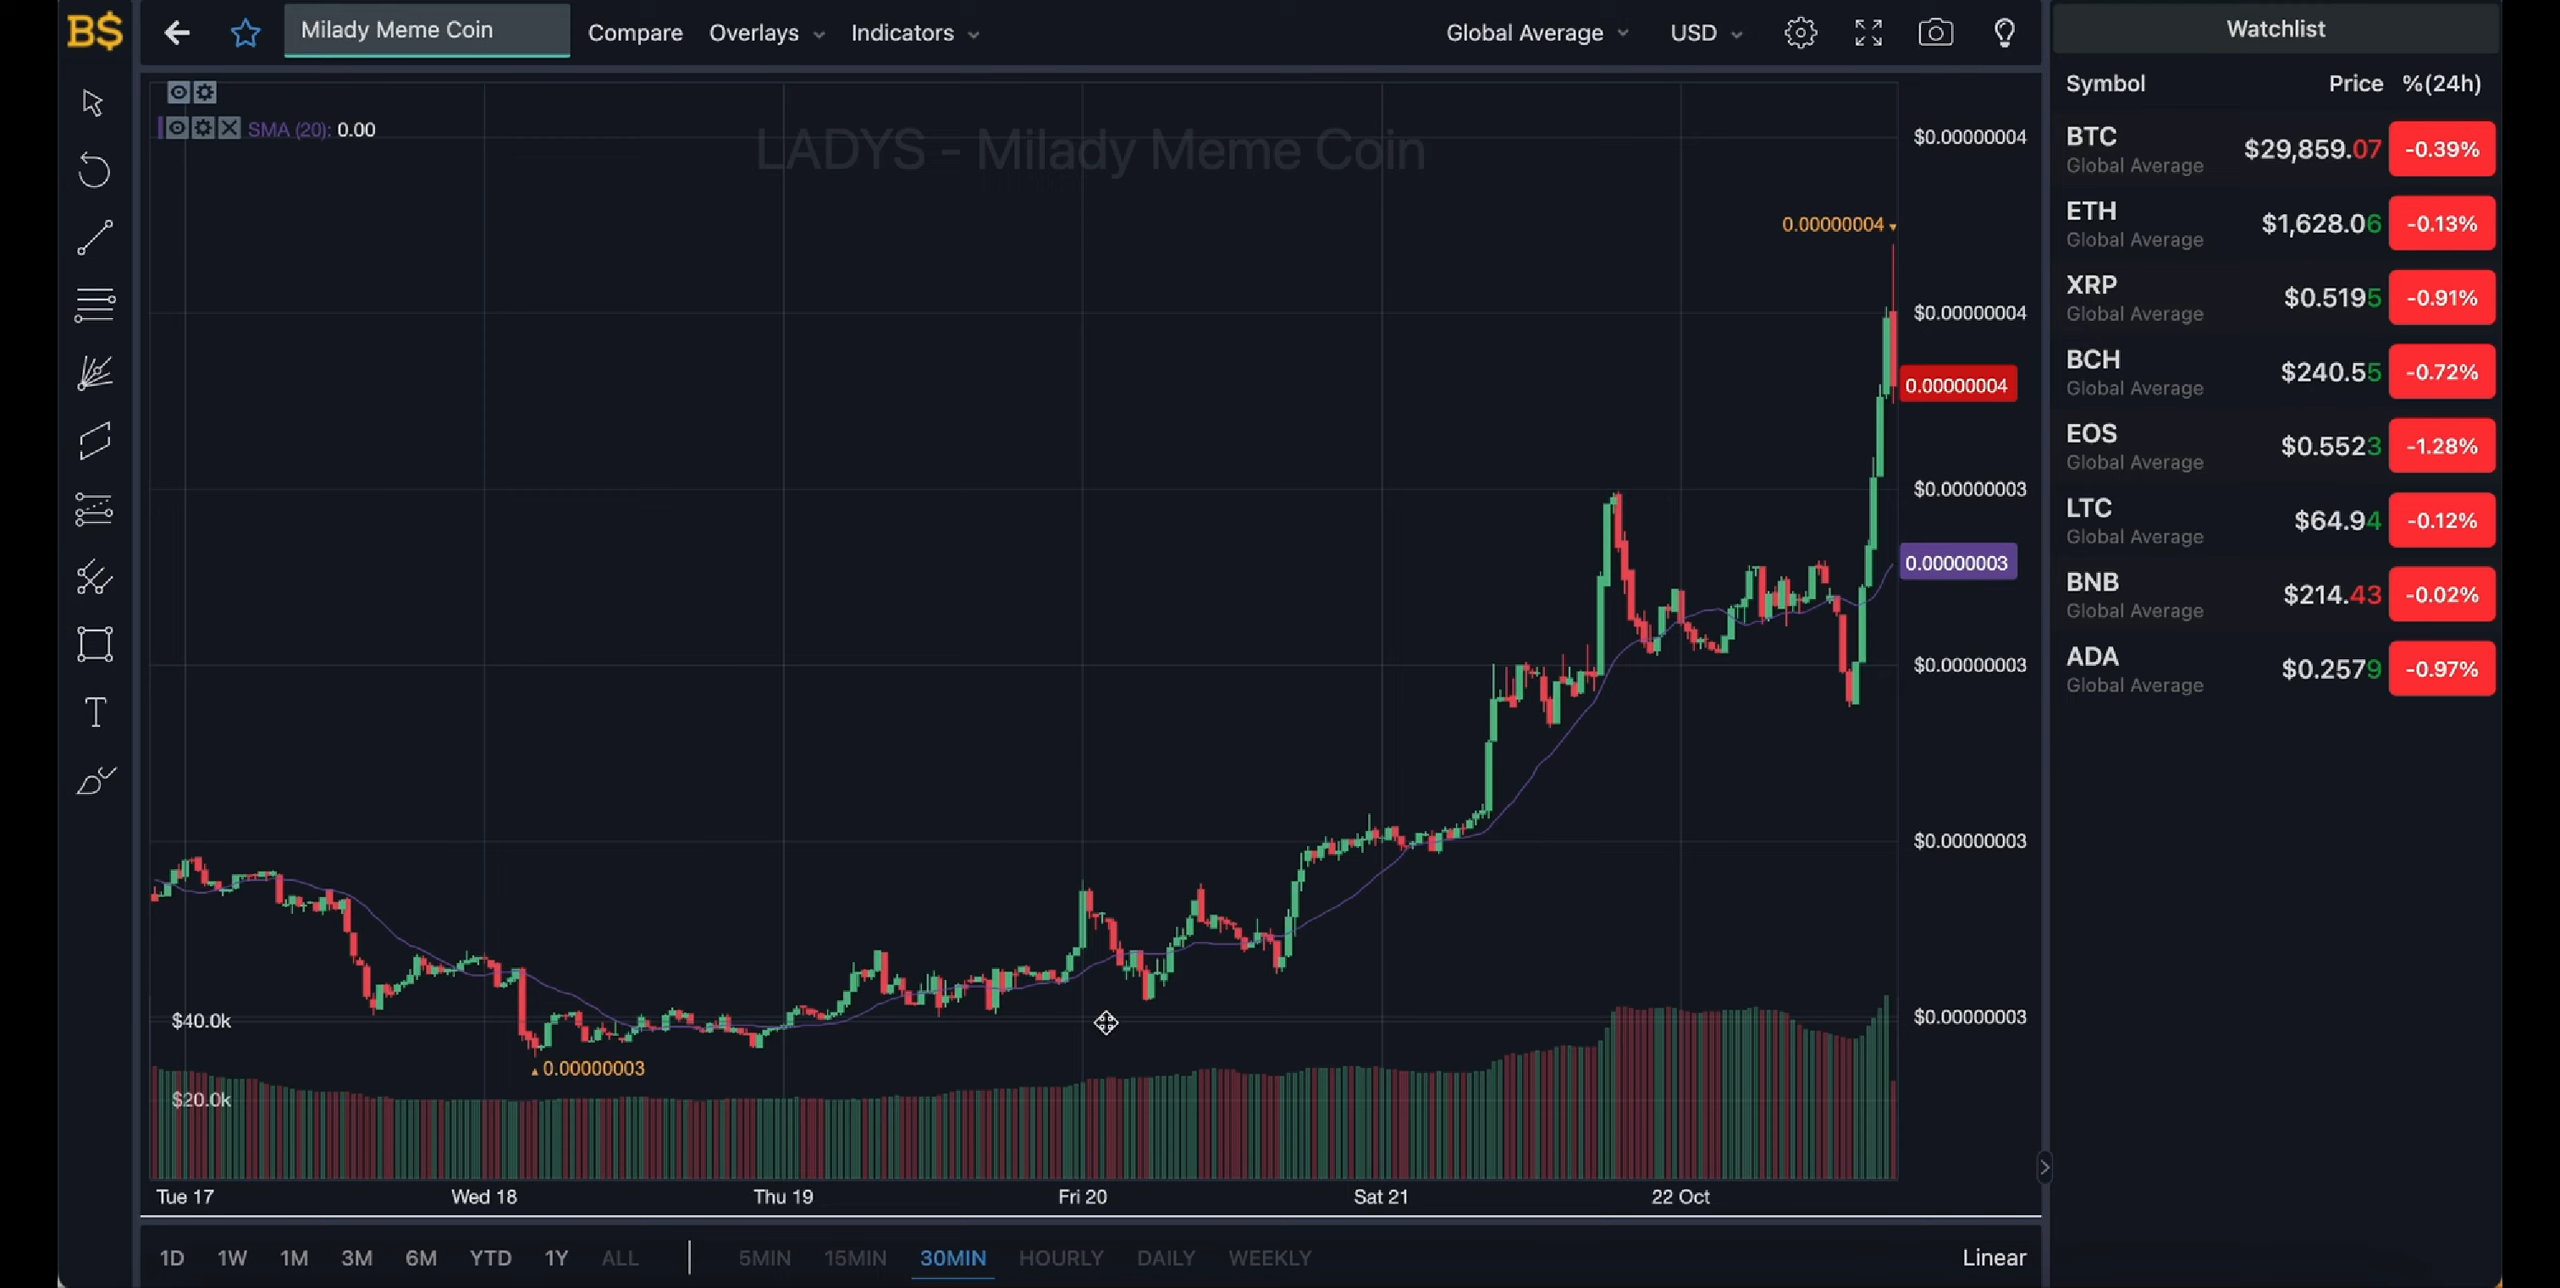 B$
Milady Meme Coin
Compare
Overlays
Indicators
Global Average
USD
SMA (20): 0.00
LADYS - Milady Meme Coin
0.00000004
$0.00000004
$0.00000004
0.00000004
$0.00000003
0.00000003
$0.00000003
$0.00000003
$0.00000003
0.00000003
$40.0k
$20.0k
Tue 17
Wed 18
Thu 19
Fri 20
Sat 21
22 Oct
1D
1W
1M
3M
6M
YTD
1Y
ALL
5MIN
15MIN
30MIN
HOURLY
DAILY
WEEKLY
Linear
Watchlist
Symbol Price %(24h)
BTC $29,859.07 -0.39%
Global Average
ETH $1,628.06 -0.13%
Global Average
XRP $0.5195 -0.91%
Global Average
BCH $240.55 -0.72%
Global Average
EOS $0.5523 -1.28%
Global Average
LTC $64.94 -0.12%
Global Average
BNB $214.43 -0.02%
Global Average
ADA $0.2579 -0.97%
Global Average